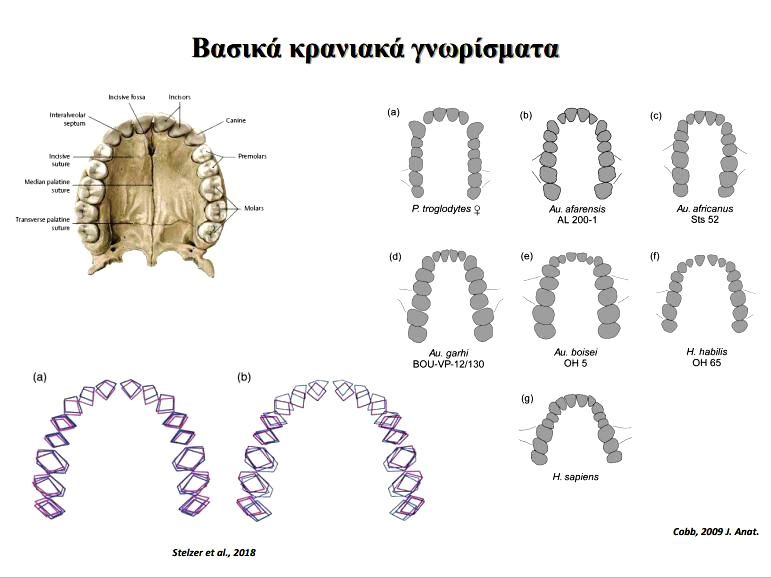 Βασικά κρανιακά γνωρίσματα
Incisive fossa
Incisors
Interalveolar
septum
Canine
Incisive
suture
Premolars
Median palatine
suture
Molars
Transverse palatine
suture
(a)
P. troglodytes ♀
(b)
Au. afarensis
AL 200-1
(c)
Au. africanus
Sts 52
(d)
Au. garhi
BOU-VP-12/130
(e)
Au. boisei
OH 5
(f)
H. habilis
OH 65
(g)
H. sapiens
(a)
(b)
Cobb, 2009 J. Anat.
Stelzer et al., 2018